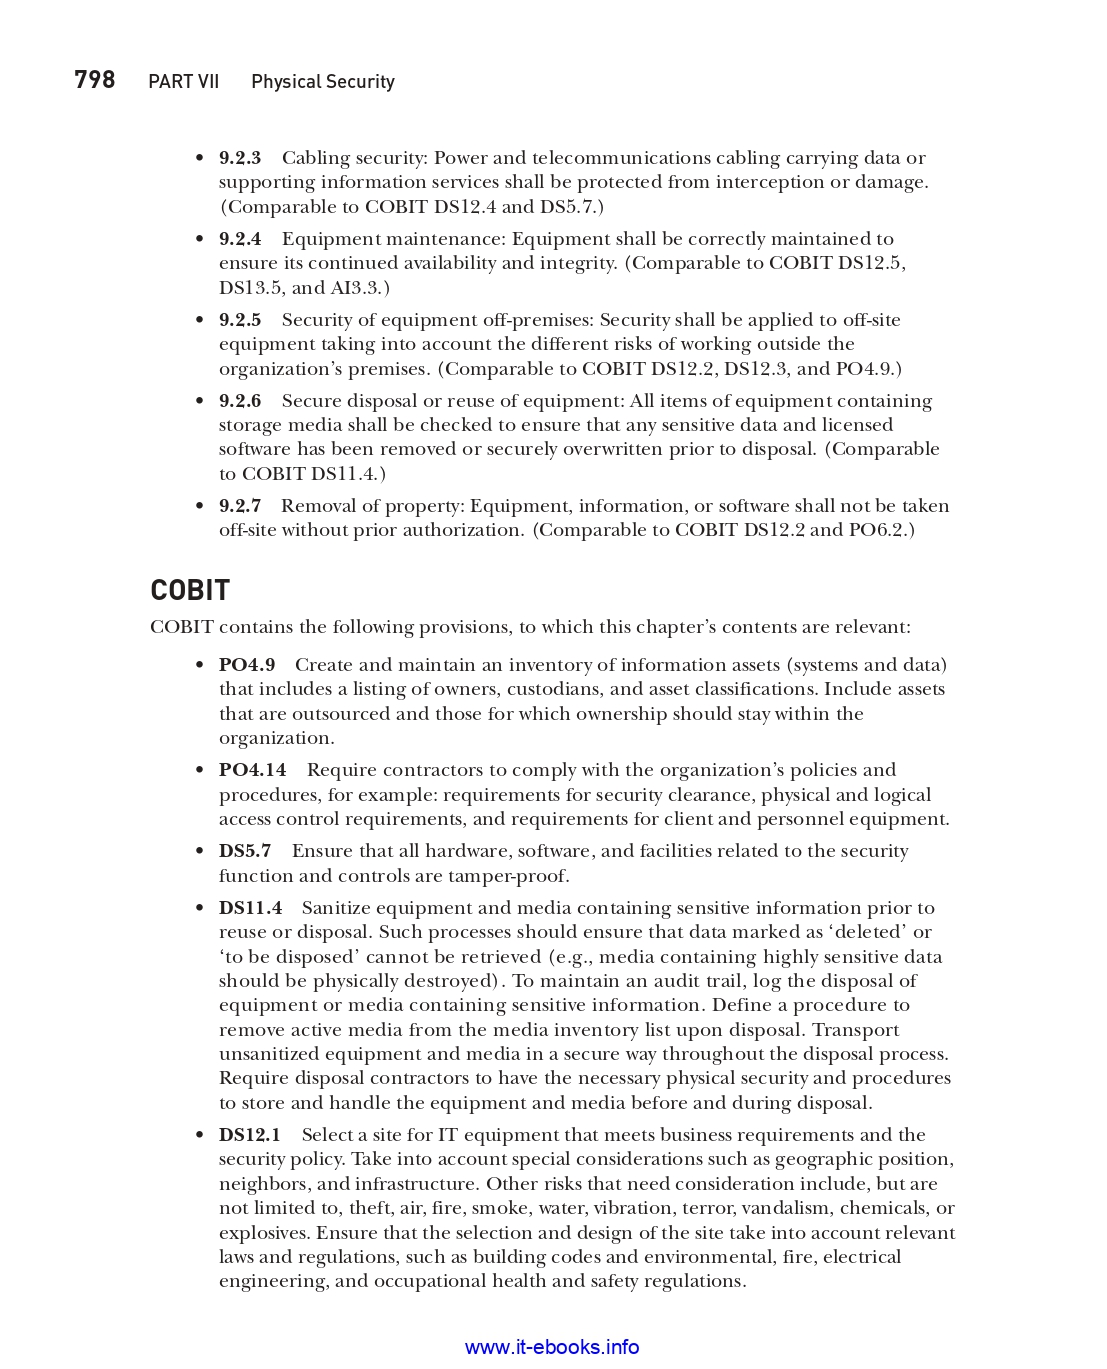 798 PART VII Physical Security
• 9.2.3 Cabling security: Power and telecommunications cabling carrying data or
supporting information services shall be protected from interception or damage.
(Comparable to COBIT DS12.4 and DS5.7.)
• 9.2.4 Equipment maintenance: Equipment shall be correctly maintained to
ensure its continued availability and integrity. (Comparable to COBIT DS12.5,
DS13.5, and AI3.3.)
• 9.2.5 Security of equipment off-premises: Security shall be applied to off-site
equipment taking into account the different risks of working outside the
organization’s premises. (Comparable to COBIT DS12.2, DS12.3, and PO4.9.)
• 9.2.6 Secure disposal or reuse of equipment: All items of equipment containing
storage media shall be checked to ensure that any sensitive data and licensed
software has been removed or securely overwritten prior to disposal. (Comparable
to COBIT DS11.4.)
• 9.2.7 Removal of property: Equipment, information, or software shall not be taken
off-site without prior authorization. (Comparable to COBIT DS12.2 and PO6.2.)
COBIT
COBIT contains the following provisions, to which this chapter’s contents are relevant:
• PO4.9 Create and maintain an inventory of information assets (systems and data)
that includes a listing of owners, custodians, and asset classifications. Include assets
that are outsourced and those for which ownership should stay within the
organization.
• PO4.14 Require contractors to comply with the organization’s policies and
procedures, for example: requirements for security clearance, physical and logical
access control requirements, and requirements for client and personnel equipment.
• DS5.7 Ensure that all hardware, software, and facilities related to the security
function and controls are tamper-proof.
• DS11.4 Sanitize equipment and media containing sensitive information prior to
reuse or disposal. Such processes should ensure that data marked as ‘deleted’ or
‘to be disposed’ cannot be retrieved (e.g., media containing highly sensitive data
should be physically destroyed). To maintain an audit trail, log the disposal of
equipment or media containing sensitive information. Define a procedure to
remove active media from the media inventory list upon disposal. Transport
unsanitized equipment and media in a secure way throughout the disposal process.
Require disposal contractors to have the necessary physical security and procedures
to store and handle the equipment and media before and during disposal.
• DS12.1 Select a site for IT equipment that meets business requirements and the
security policy. Take into account special considerations such as geographic position,
neighbors, and infrastructure. Other risks that need consideration include, but are
not limited to, theft, air, fire, smoke, water, vibration, terror, vandalism, chemicals, or
explosives. Ensure that the selection and design of the site take into account relevant
laws and regulations, such as building codes and environmental, fire, electrical
engineering, and occupational health and safety regulations.
www.it-ebooks.info